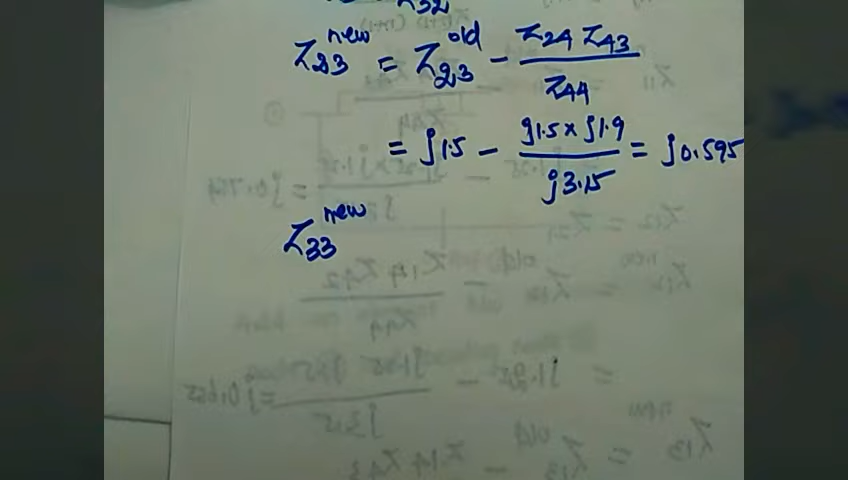 Z32
Z23^new = Z23^old - Z24 Z43 / Z44
= j1.5 - j1.5 x j1.9 / j3.15 = j0.595
Z33^new